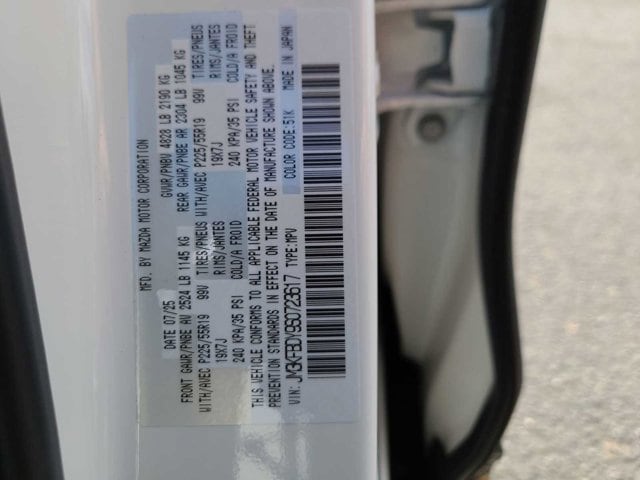 MFD. BY MAZDA MOTOR CORPORATION
DATE 07/25 GVWR/PNBV 4828 LB 2190 KG
FRONT GAWR/PNBE AV 2524 LB 1145 KG REAR GAWR/PNBE AR 2304 LB 1045 KG
WITH/AVEC P225/55R19 99V TIRES/PNEUS WITH/AVEC P225/55R19 99V TIRES/PNEUS
19X7J RIMS/JANTES 19X7J RIMS/JANTES
240 KPA/35 PSI COLD/A FROID 240 KPA/35 PSI COLD/A FROID
THIS VEHICLE CONFORMS TO ALL APPLICABLE FEDERAL MOTOR VEHICLE SAFETY AND THEFT
PREVENTION STANDARDS IN EFFECT ON THE DATE OF MANUFACTURE SHOWN ABOVE.
COLOR CODE:51K MADE IN JAPAN
VIN: JM3KFBDY9S0723617 TYPE:MPV